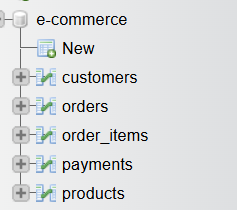 e-commerce
New
customers
orders
order_items
payments
products